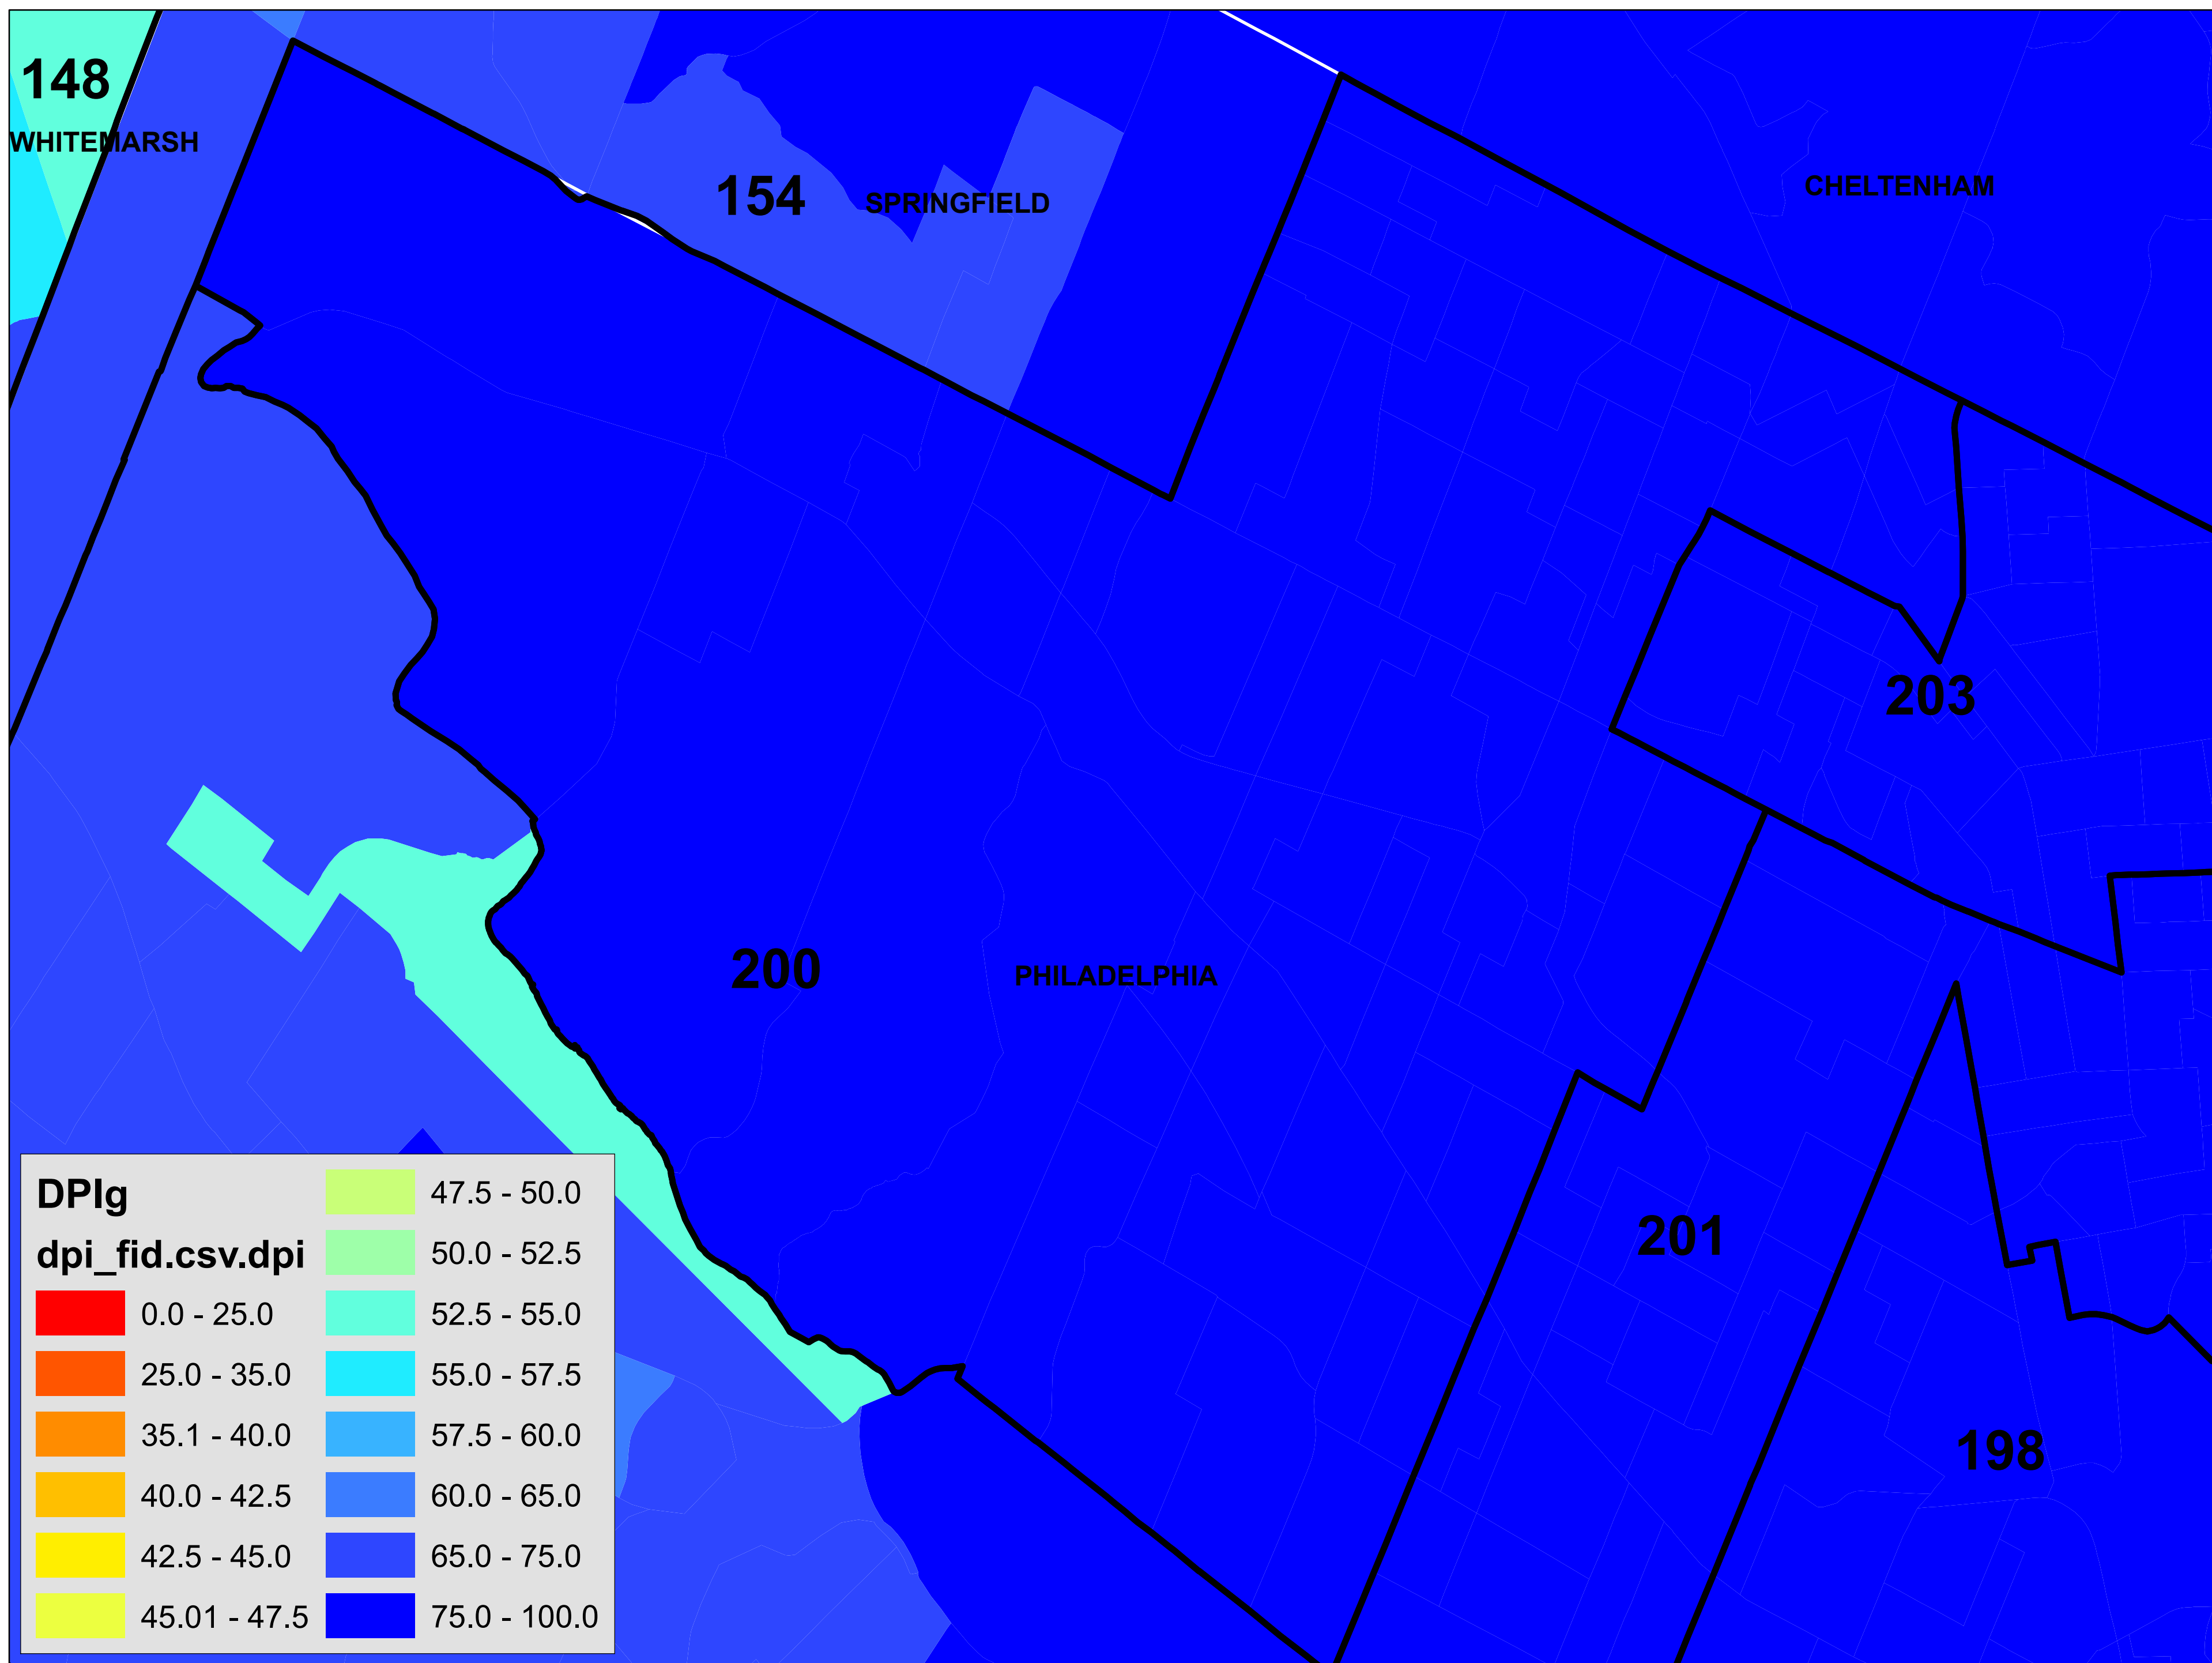 148
WHITEMARSH
154
SPRINGFIELD
CHELTENHAM
203
200
PHILADELPHIA
201
198
DPIg
dpi_fid.csv.dpi
0.0 - 25.0
25.0 - 35.0
35.1 - 40.0
40.0 - 42.5
42.5 - 45.0
45.01 - 47.5
47.5 - 50.0
50.0 - 52.5
52.5 - 55.0
55.0 - 57.5
57.5 - 60.0
60.0 - 65.0
65.0 - 75.0
75.0 - 100.0